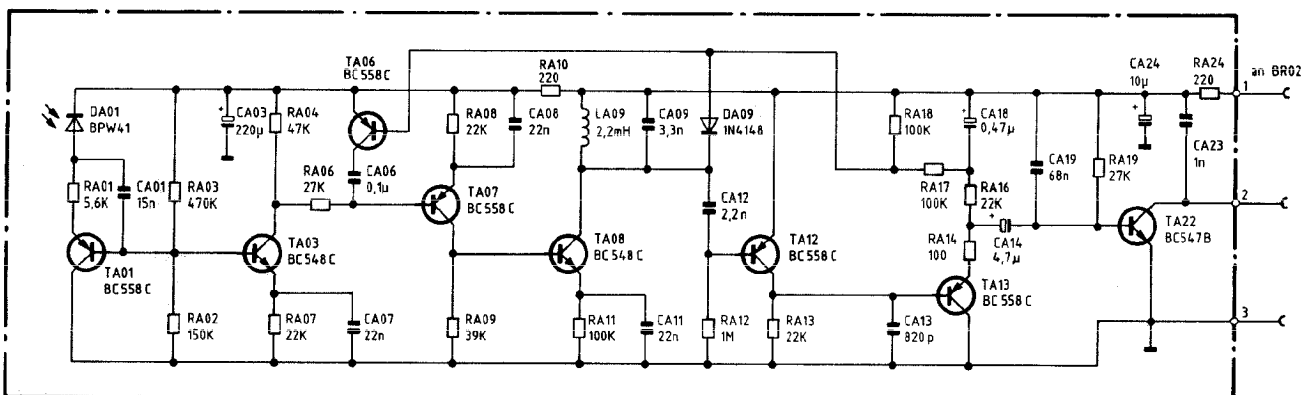 TA06
BC558C
RA10
220
CA24
10µ
RA24
220
an BR02
1
DA01
BPW41
+
CA03
220µ
RA04
47K
RA08
22K
CA08
22n
LA09
2,2mH
CA09
3,3n
DA09
1N4148
RA18
100K
+
CA18
0,47µ
+
CA23
1n
RA01
5,6K
CA01
15n
RA03
470K
RA06
27K
CA06
0,1µ
TA07
BC558C
CA12
2,2n
RA17
100K
RA16
22K
CA19
68n
RA19
27K
2
TA01
BC558C
TA03
BC548C
TA08
BC548C
TA12
BC558C
RA14
100
+
CA14
4,7µ
TA22
BC547B
TA13
BC558C
RA02
150K
RA07
22K
CA07
22n
RA09
39K
RA11
100K
CA11
22n
RA12
1M
RA13
22K
CA13
820p
3